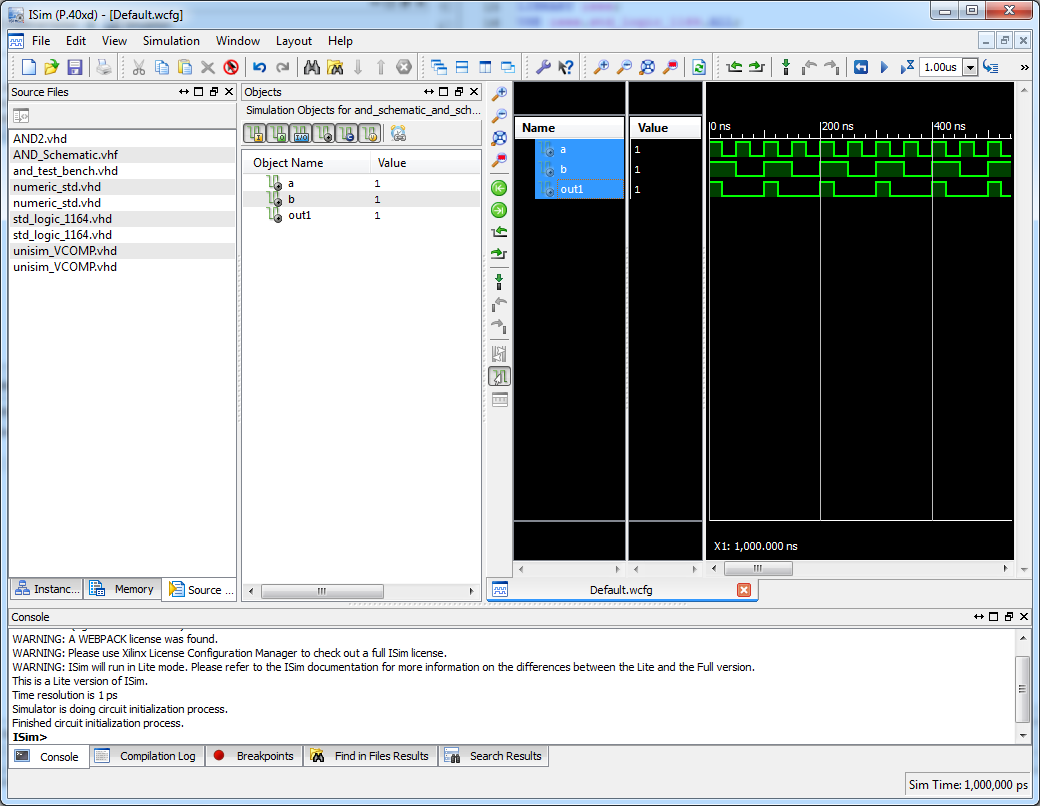 ISim (P.40xd) - [Default.wcfg]
File Edit View Simulation Window Layout Help
1.00us
Source Files
AND2.vhd
AND_Schematic.vhf
and_test_bench.vhd
numeric_std.vhd
numeric_std.vhd
std_logic_1164.vhd
std_logic_1164.vhd
unisim_VCOMP.vhd
unisim_VCOMP.vhd
Instanc... Memory Source ...
Objects
Simulation Objects for and_schematic_and_sch...
Object Name Value
a 1
b 1
out1 1
Name Value
0 ns 200 ns 400 ns
a 1
b 1
out1 1
X1: 1,000.000 ns
Default.wcfg
Console
WARNING: A WEBPACK license was found.
WARNING: Please use Xilinx License Configuration Manager to check out a full ISim license.
WARNING: ISim will run in Lite mode. Please refer to the ISim documentation for more information on the differences between the Lite and the Full version.
This is a Lite version of ISim.
Time resolution is 1 ps
Simulator is doing circuit initialization process.
Finished circuit initialization process.
ISim>
Console Compilation Log Breakpoints Find in Files Results Search Results
Sim Time: 1,000,000 ps